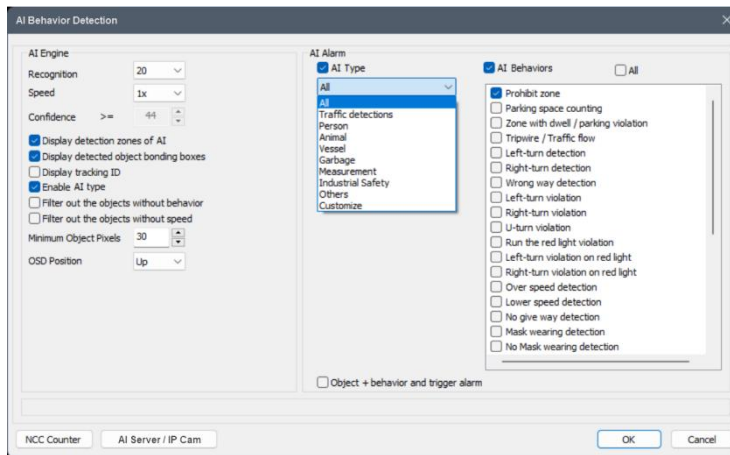 AI Behavior Detection
AI Engine
Recognition 20
Speed 1x
Confidence >= 44
Display detection zones of AI
Display detected object bonding boxes
Display tracking ID
Enable AI type
Filter out the objects without behavior
Filter out the objects without speed
Minimum Object Pixels 30
OSD Position Up
AI Alarm
AI Type
All
All
Traffic detections
Person
Animal
Vessel
Garbage
Measurement
Industrial Safety
Others
Customize
AI Behaviors All
Prohibit zone
Parking space counting
Zone with dwell / parking violation
Tripwire / Traffic flow
Left-turn detection
Right-turn detection
Wrong way detection
Left-turn violation
Right-turn violation
U-turn violation
Run the red light violation
Left-turn violation on red light
Right-turn violation on red light
Over speed detection
Lower speed detection
No give way detection
Mask wearing detection
No Mask wearing detection
Object + behavior and trigger alarm
NCC Counter AI Server / IP Cam OK Cancel